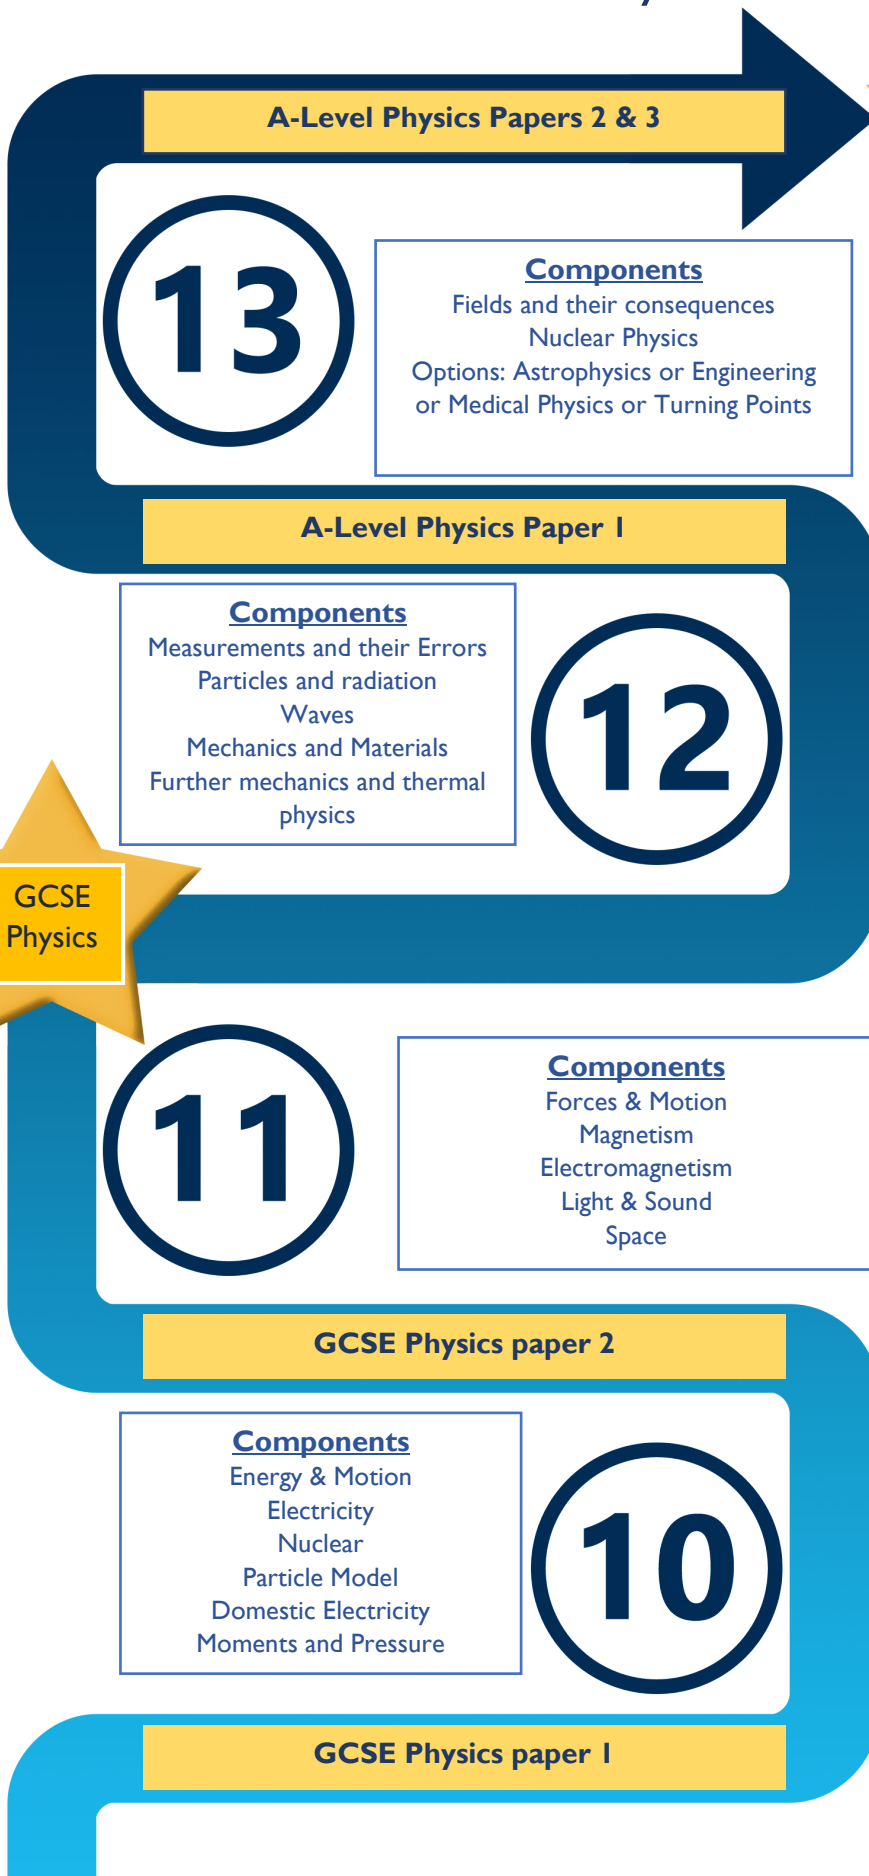 A-Level Physics Papers 2 & 3
13
Components
Fields and their consequences
Nuclear Physics
Options: Astrophysics or Engineering
or Medical Physics or Turning Points
A-Level Physics Paper 1
Components
Measurements and their Errors
Particles and radiation
Waves
Mechanics and Materials
Further mechanics and thermal
physics
12
GCSE
Physics
11
Components
Forces & Motion
Magnetism
Electromagnetism
Light & Sound
Space
GCSE Physics paper 2
Components
Energy & Motion
Electricity
Nuclear
Particle Model
Domestic Electricity
Moments and Pressure
10
GCSE Physics paper 1